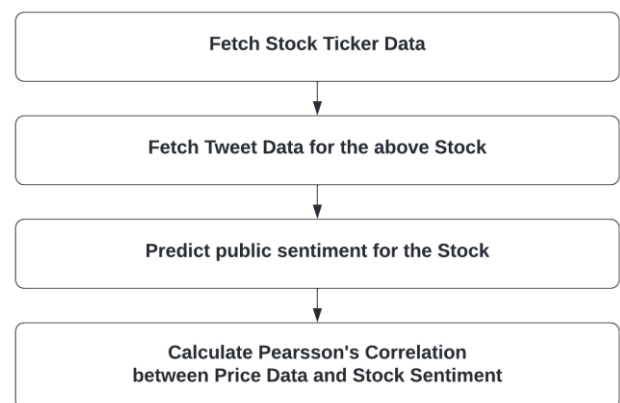 Fetch Stock Ticker Data
Fetch Tweet Data for the above Stock
Predict public sentiment for the Stock
Calculate Pearsson's Correlation
between Price Data and Stock Sentiment